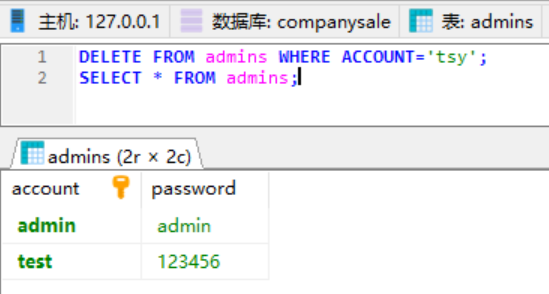 主机: 127.0.0.1 数据库: companysale 表: admins
1 DELETE FROM admins WHERE ACCOUNT='tsy';
2 SELECT * FROM admins;
admins (2r × 2c)
account password
admin admin
test 123456